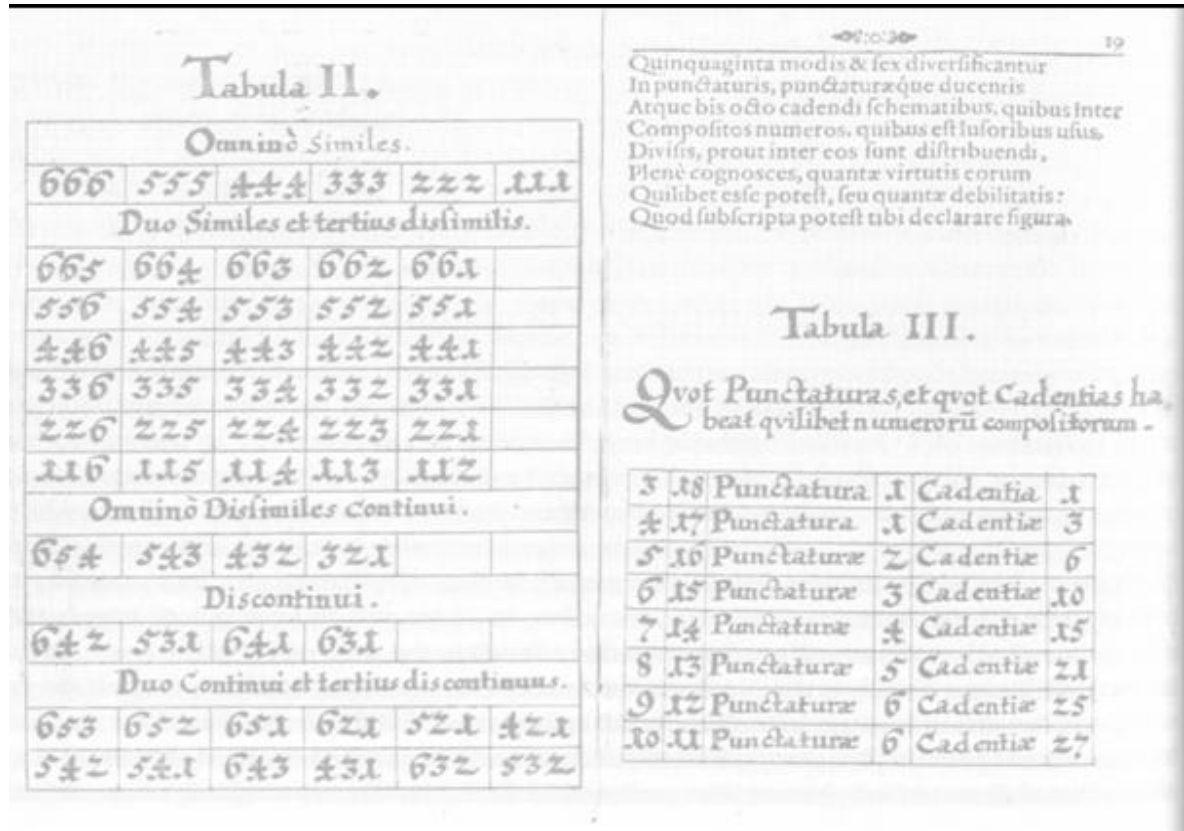 Tabula II.
Omninò Similes.
666 555 444 333 222 111
Duo Similes et tertius dissimilis.
665 664 663 662 661
556 554 553 552 551
446 445 443 442 441
336 335 334 332 331
226 225 224 223 221
116 115 114 113 112
Omninò Dissimiles continui.
654 543 432 321
Discontinui.
642 531 641 631
Duo Continui et tertius discontinuus.
653 652 651 621 521 421
542 541 643 431 632 532
19
Quinquaginta modis & sex diversificantur
In punctaturis, punctaturæque ducentis
Atque bis octo cadendi schematibus, quibus inter
Compositos numeros, quibus est lusoribus usus,
Divisis, prout inter eos sunt distribuendi,
Plenè cognosces, quantæ virtutis eorum
Quilibet esse potest, seu quantæ debilitatis:
Quod subscripta potest tibi declarare figura.
Tabula III.
Qvot Punctaturas, et qvot Cadentias ha,
beat qvilibet numerorũ compositorum.
3 18 Punctatura 1 Cadentia 1
4 17 Punctatura 1 Cadentiæ 3
5 16 Punctaturæ 2 Cadentiæ 6
6 15 Punctaturæ 3 Cadentiæ 10
7 14 Punctaturæ 4 Cadentiæ 15
8 13 Punctaturæ 5 Cadentiæ 21
9 12 Punctaturæ 6 Cadentiæ 25
10 11 Punctaturæ 6 Cadentiæ 27